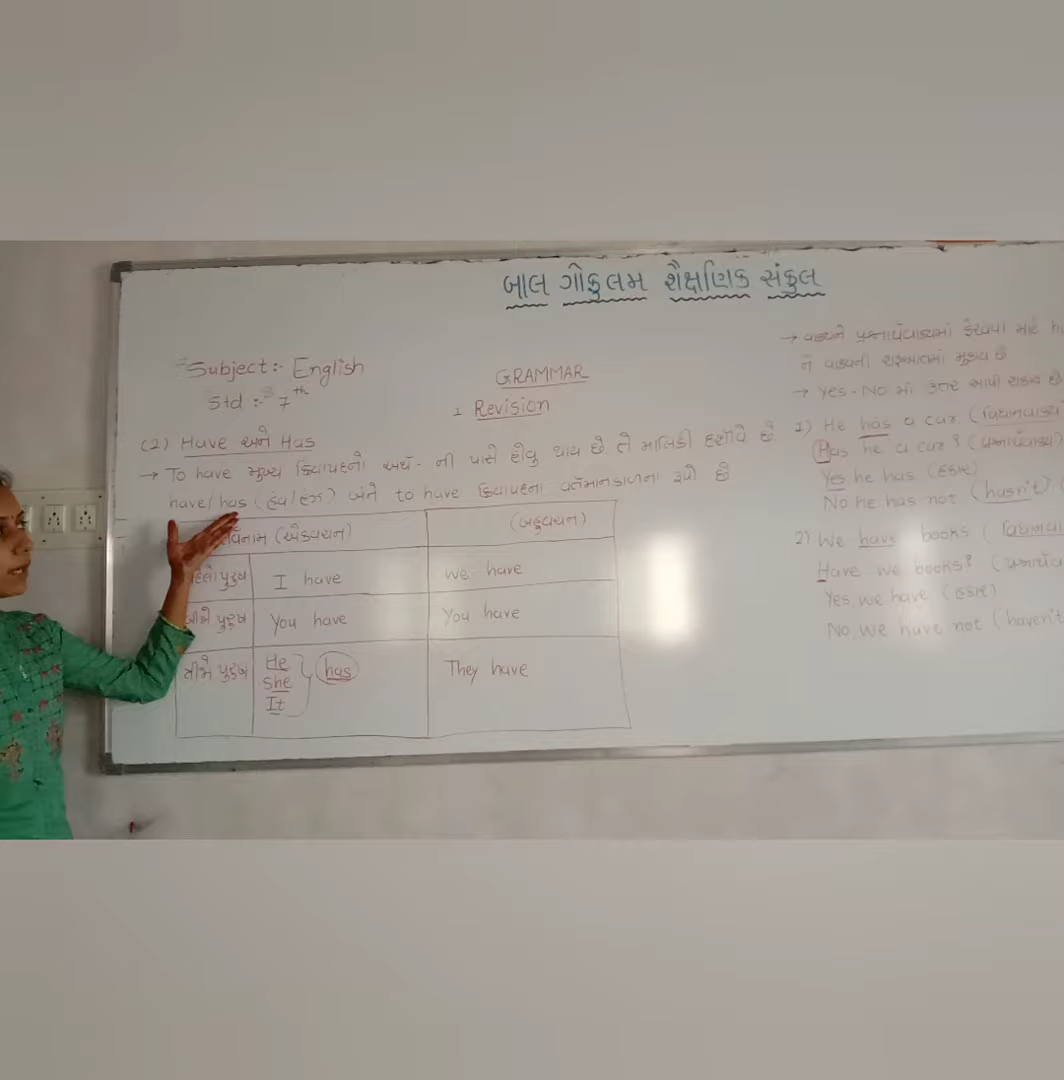 બાલ ગોકુલમ શૈક્ષણિક સંકુલ
Subject:- English
Std :- 7th
GRAMMAR
Revision
(2) Have અને Has
→ To have મુખ્ય ક્રિયાપદનો અર્થ - ની પાસે હોવુ થાય છે તે માલિકી દર્શાવે છે
have/has (હેવ/હેઝ) બંને to have ક્રિયાપદના વર્તમાનકાળના રૂપો છે
(એકવચન) (બહુવચન)
પુરુષ I have We have
બીજો પુરુષ You have You have
ત્રીજો પુરુષ He She It has They have
→ વાક્યને પ્રશ્નાર્થવાક્યમાં ફેરવવા માટે
ને વાક્યની શરૂઆતમાં મુકાય છે
→ Yes-No માં ઉત્તર આપી શકાય છે
1) He has a car (વિધાનવાક્ય
Has he a car? (પ્રશ્નાર્થવાક્ય)
Yes he has (હકાર)
No he has not (hasn't)
2) We have books
Have we books?
Yes, we have (હકાર)
No, we have not (haven't